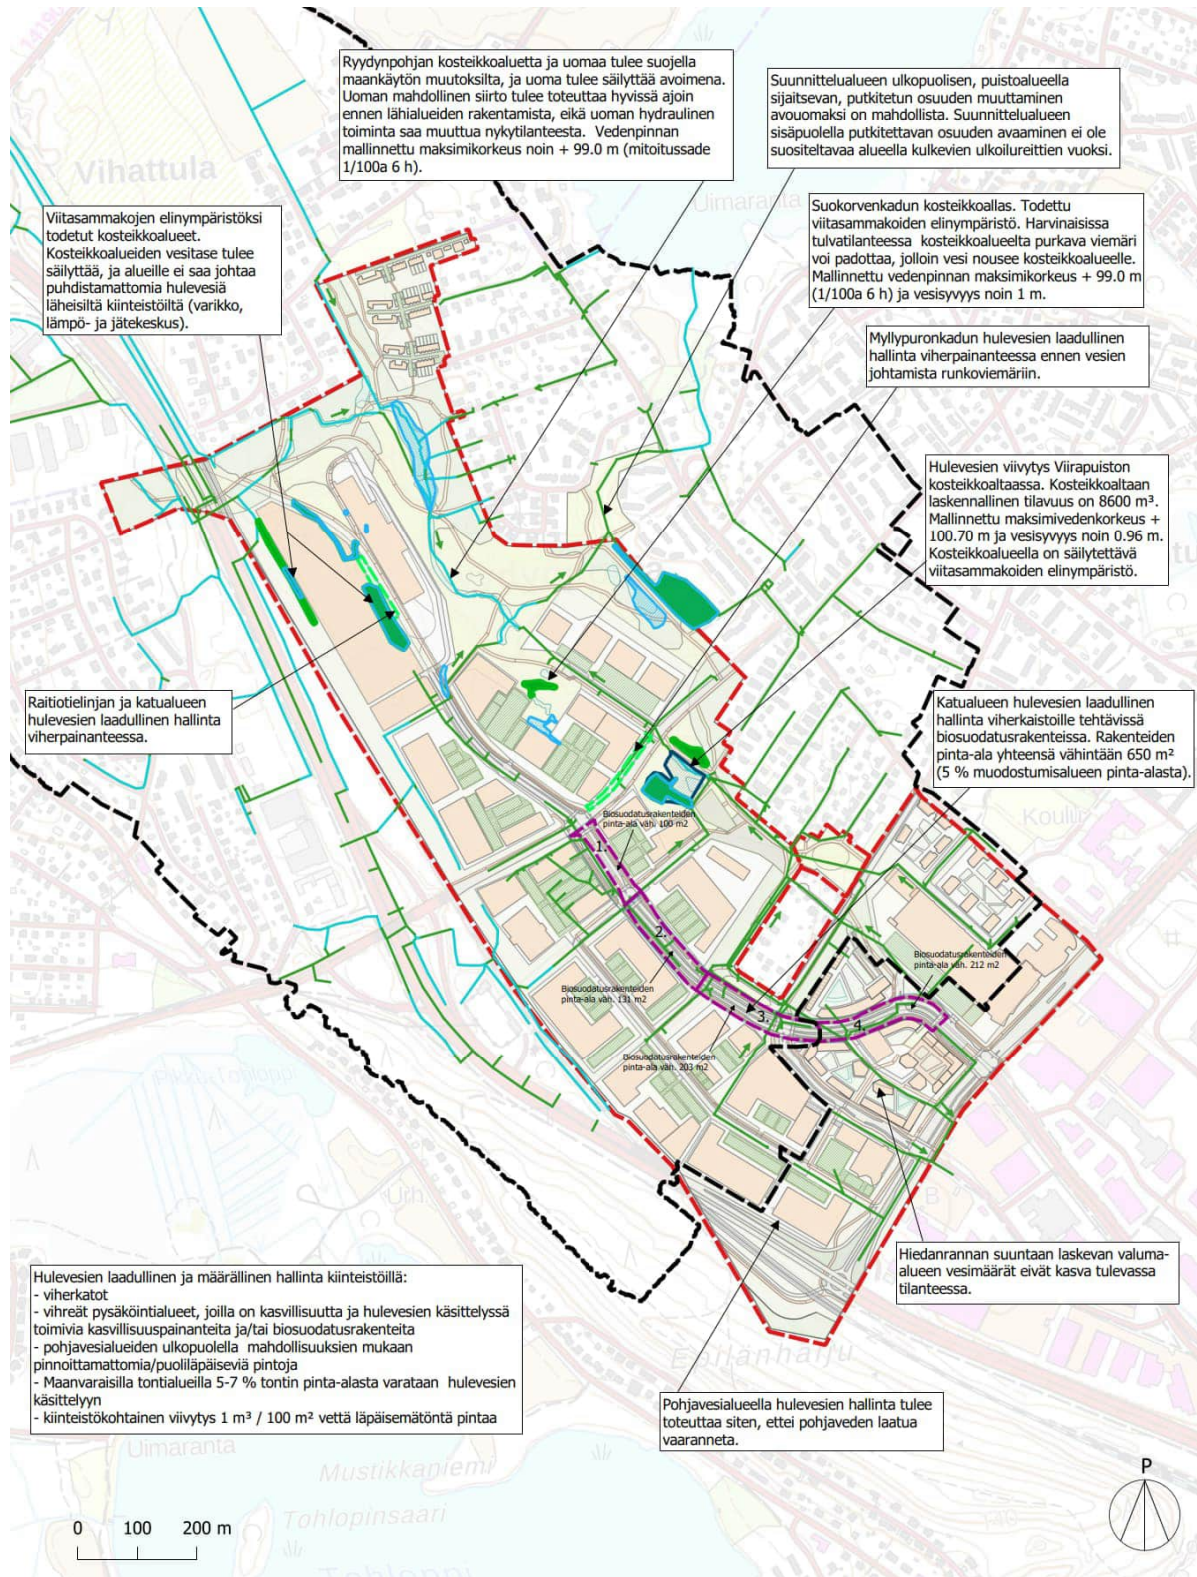 Ryydynpohjan kosteikkoaluetta ja uomaa tulee suojella
maankäytön muutoksilta, ja uoma tulee säilyttää avoimena.
Uoman mahdollinen siirto tulee toteuttaa hyvissä ajoin
ennen lähialueiden rakentamista, eikä uoman hydraulinen
toiminta saa muuttua nykytilanteesta. Vedenpinnan
mallinnettu maksimikorkeus noin + 99.0 m (mitoitussade
1/100a 6 h).
Suunnittelualueen ulkopuolisen, puistoalueella
sijaitsevan, putkitetun osuuden muuttaminen
avouomaksi on mahdollista. Suunnittelualueen
sisäpuolella putkitettavan osuuden avaaminen ei ole
suositeltavaa alueella kulkevien ulkoilureittien vuoksi.
Vihattula
Uimaranta
Viitasammakojen elinympäristöksi
todetut kosteikkoalueet.
Kosteikkoalueiden vesitase tulee
säilyttää, ja alueille ei saa johtaa
puhdistamattomia hulevesiä
läheisiltä kiinteistöiltä (varikko,
lämpö- ja jätekeskus).
Suokorvenkadun kosteikkoallas. Todettu
viitasammakoiden elinympäristö. Harvinaisissa
tulvatilanteessa kosteikkoalueelta purkava viemäri
voi padottaa, jolloin vesi nousee kosteikkoalueelle.
Mallinnettu vedenpinnan maksimikorkeus + 99.0 m
(1/100a 6 h) ja vesisyvyys noin 1 m.
Myllypuronkadun hulevesien laadullinen
hallinta viherpainanteessa ennen vesien
johtamista runkoviemäriin.
Hulevesien viivytys Viirapuiston
kosteikkoaltaassa. Kosteikkoaltaan
laskennallinen tilavuus on 8600 m³.
Mallinnettu maksimivedenkorkeus +
100.70 m ja vesisyvyys noin 0.96 m.
Kosteikkoalueella on säilytettävä
viitasammakoiden elinympäristö.
Raitiotielinjan ja katualueen
hulevesien laadullinen hallinta
viherpainanteessa.
Katualueen hulevesien laadullinen
hallinta viherkaistoille tehtävissä
biosuodatusrakenteissa. Rakenteiden
pinta-ala yhteensä vähintään 650 m²
(5 % muodostumisalueen pinta-alasta).
Biosuodatusrakenteiden
pinta-ala väh. 100 m2
1.
2.
Biosuodatusrakenteiden
pinta-ala väh. 212 m2
Biosuodatusrakenteiden
pinta-ala väh. 131 m2
3.
4.
Biosuodatusrakenteiden
pinta-ala väh. 203 m2
Urh.
B
Hiedanrannan suuntaan laskevan valuma-
alueen vesimäärät eivät kasva tulevassa
tilanteessa.
Hulevesien laadullinen ja määrällinen hallinta kiinteistöillä:
- viherkatot
- vihreät pysäköintialueet, joilla on kasvillisuutta ja hulevesien käsittelyssä
toimivia kasvillisuuspainanteita ja/tai biosuodatusrakenteita
- pohjavesialueiden ulkopuolella mahdollisuuksien mukaan
pinnoittamattomia/puoliläpäiseviä pintoja
- Maanvaraisilla tontialueilla 5-7 % tontin pinta-alasta varataan hulevesien
käsittelyyn
- kiinteistökohtainen viivytys 1 m³ / 100 m² vettä läpäisemätöntä pintaa
Epilänharju
Pohjavesialueella hulevesien hallinta tulee
toteuttaa siten, ettei pohjaveden laatua
vaaranneta.
Uimaranta
Mustikkaniemi
Tohlopinsaari
Tohloppi
P
0 100 200 m